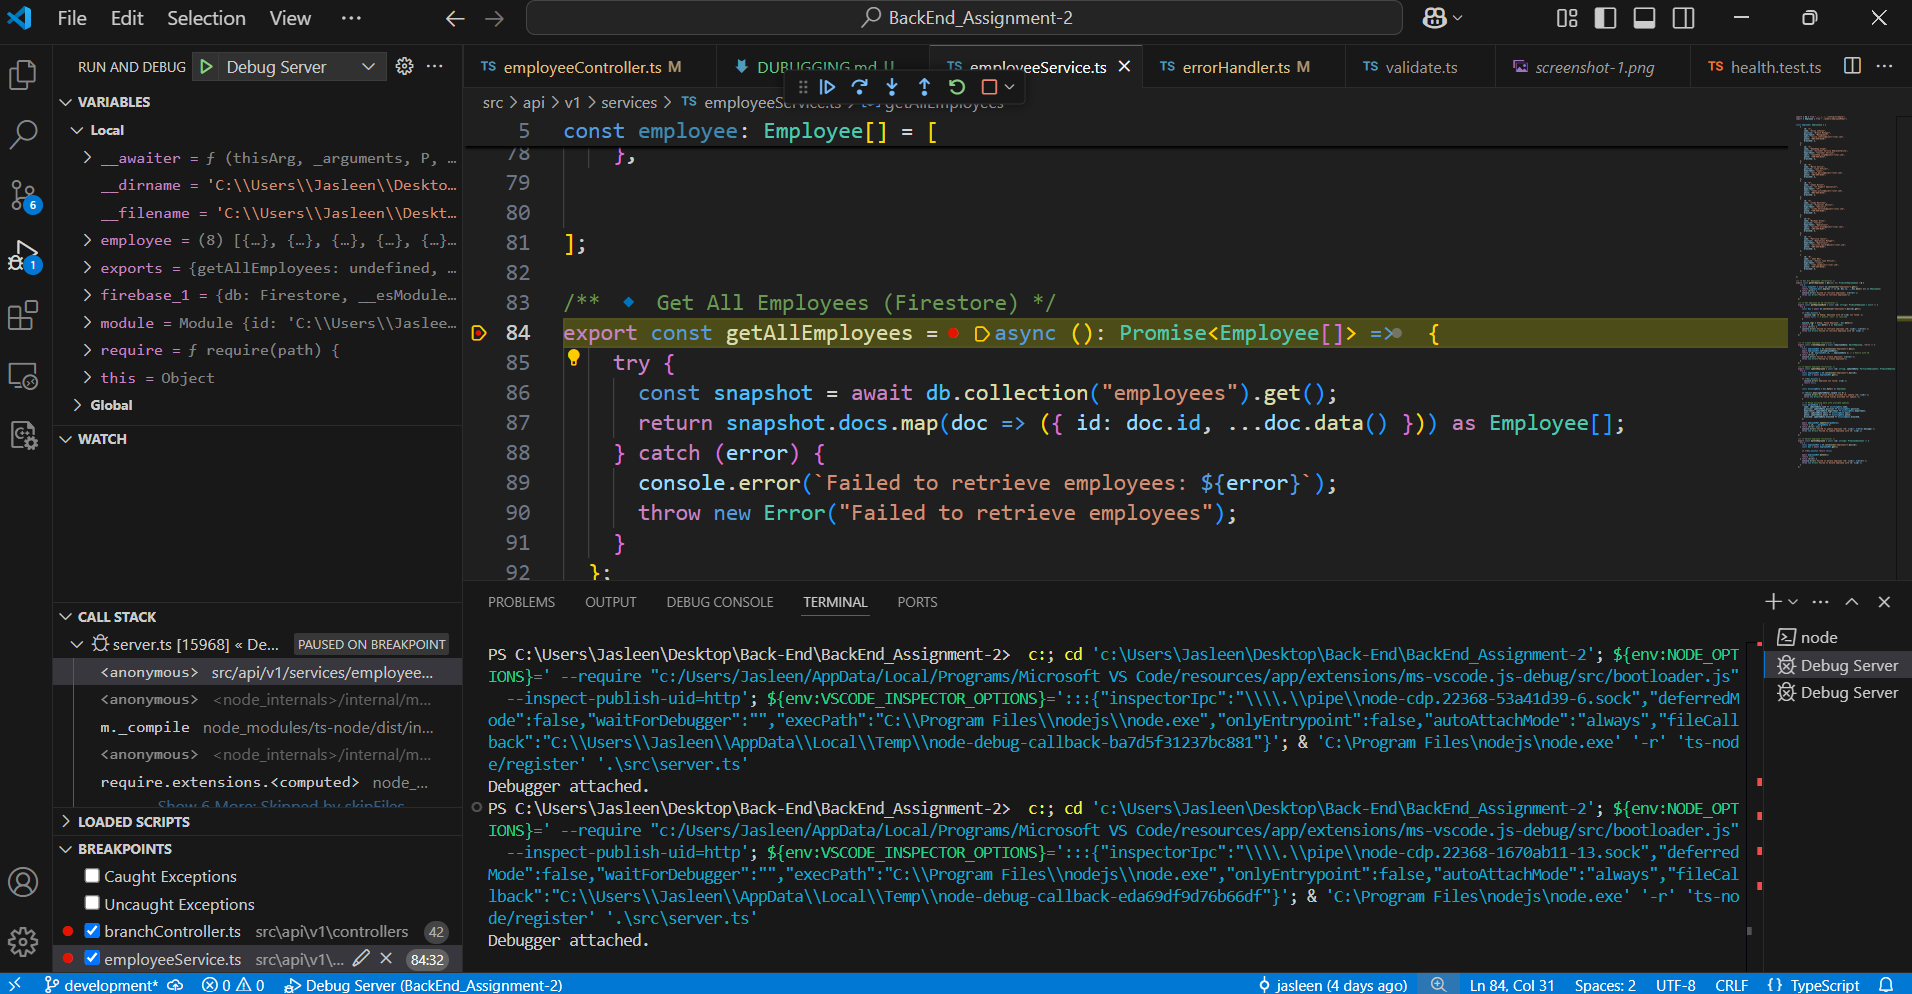 File Edit Selection View ··· BackEnd_Assignment-2
RUN AND DEBUG Debug Server ···
employeeController.ts M DUBUGGING.md U employeeService.ts errorHandler.ts M validate.ts screenshot-1.png health.test.ts ···
src > api > v1 > services > TS employeeService.ts > getAllEmployees
VARIABLES
Local
__awaiter = ƒ (thisArg, _arguments, P, …
__dirname = 'C:\\Users\\Jasleen\\Deskto…
__filename = 'C:\\Users\\Jasleen\\Deskt…
employee = (8) [{…}, {…}, {…}, {…}, {…}…
exports = {getAllEmployees: undefined, …
firebase_1 = {db: Firestore, __esModule…
module = Module {id: 'C:\\Users\\Jaslee…
require = ƒ require(path) {
this = Object
Global
WATCH
CALL STACK
server.ts [15968] « De... PAUSED ON BREAKPOINT
<anonymous> src/api/v1/services/employee...
<anonymous> <node_internals>/internal/m...
m._compile node_modules/ts-node/dist/in...
<anonymous> <node_internals>/internal/m...
require.extensions.<computed> node_...
Show 6 More: Skipped by skipFiles
LOADED SCRIPTS
BREAKPOINTS
Caught Exceptions
Uncaught Exceptions
branchController.ts src\api\v1\controllers 42
employeeService.ts src\api\v1\... 84:32
5 const employee: Employee[] = [
78 },
79
80
81 ];
82
83 /** 🔹 Get All Employees (Firestore) */
84 export const getAllEmployees = async (): Promise<Employee[]> => {
85 try {
86 const snapshot = await db.collection("employees").get();
87 return snapshot.docs.map(doc => ({ id: doc.id, ...doc.data() })) as Employee[];
88 } catch (error) {
89 console.error(`Failed to retrieve employees: ${error}`);
90 throw new Error("Failed to retrieve employees");
91 }
92 };
PROBLEMS OUTPUT DEBUG CONSOLE TERMINAL PORTS
PS C:\Users\Jasleen\Desktop\Back-End\BackEnd_Assignment-2> c:; cd 'c:\Users\Jasleen\Desktop\Back-End\BackEnd_Assignment-2'; ${env:NODE_OPT
IONS}=' --require "c:/Users/Jasleen/AppData/Local/Programs/Microsoft VS Code/resources/app/extensions/ms-vscode.js-debug/src/bootloader.js"
--inspect-publish-uid=http'; ${env:VSCODE_INSPECTOR_OPTIONS}=':::{"inspectorIpc":"\\\\.\\pipe\\node-cdp.22368-53a41d39-6.sock","deferredM
ode":false,"waitForDebugger":"","execPath":"C:\\Program Files\\nodejs\\node.exe","onlyEntrypoint":false,"autoAttachMode":"always","fileCal
lback":"C:\\Users\\Jasleen\\AppData\\Local\\Temp\\node-debug-callback-ba7d5f31237bc881"}'; & 'C:\Program Files\nodejs\node.exe' '-r' 'ts-nod
e/register' '.\src\server.ts'
Debugger attached.
PS C:\Users\Jasleen\Desktop\Back-End\BackEnd_Assignment-2> c:; cd 'c:\Users\Jasleen\Desktop\Back-End\BackEnd_Assignment-2'; ${env:NODE_OPT
IONS}=' --require "c:/Users/Jasleen/AppData/Local/Programs/Microsoft VS Code/resources/app/extensions/ms-vscode.js-debug/src/bootloader.js"
--inspect-publish-uid=http'; ${env:VSCODE_INSPECTOR_OPTIONS}=':::{"inspectorIpc":"\\\\.\\pipe\\node-cdp.22368-1670ab11-13.sock","deferred
Mode":false,"waitForDebugger":"","execPath":"C:\\Program Files\\nodejs\\node.exe","onlyEntrypoint":false,"autoAttachMode":"always","fileCa
llback":"C:\\Users\\Jasleen\\AppData\\Local\\Temp\\node-debug-callback-eda69df9d76b66df"}'; & 'C:\Program Files\nodejs\node.exe' '-r' 'ts-no
de/register' '.\src\server.ts'
Debugger attached.
node
Debug Server
Debug Server
development* 0 0 Debug Server (BackEnd_Assignment-2) jasleen (4 days ago) Ln 84, Col 31 Spaces: 2 UTF-8 CRLF {} TypeScript